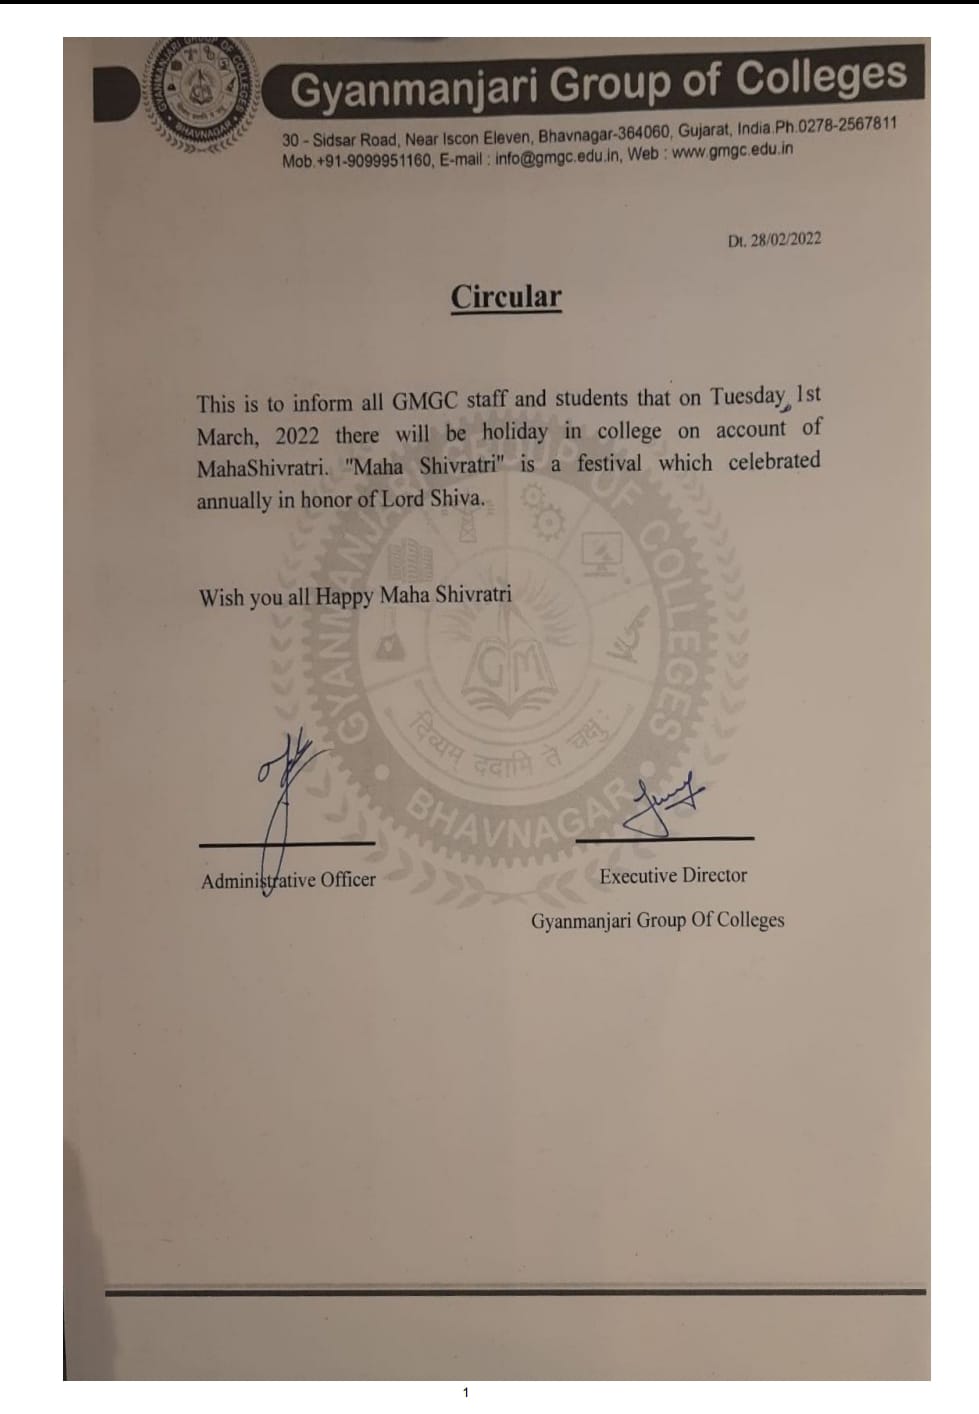 GYANMANJARI GROUP OF COLLEGES
BHAVNAGAR
Gyanmanjari Group of Colleges
30 - Sidsar Road, Near Iscon Eleven, Bhavnagar-364060, Gujarat, India.Ph.0278-2567811
Mob.+91-9099951160, E-mail : info@gmgc.edu.in, Web : www.gmgc.edu.in
Dt. 28/02/2022
Circular
This is to inform all GMGC staff and students that on Tuesday, 1st
March, 2022 there will be holiday in college on account of
MahaShivratri. "Maha Shivratri" is a festival which celebrated
annually in honor of Lord Shiva.
Wish you all Happy Maha Shivratri
GYANMANJARI GROUP OF COLLEGES
GM
दिव्यम् ददामि ते चक्षुः
BHAVNAGAR
Administrative Officer
Executive Director
Gyanmanjari Group Of Colleges
1